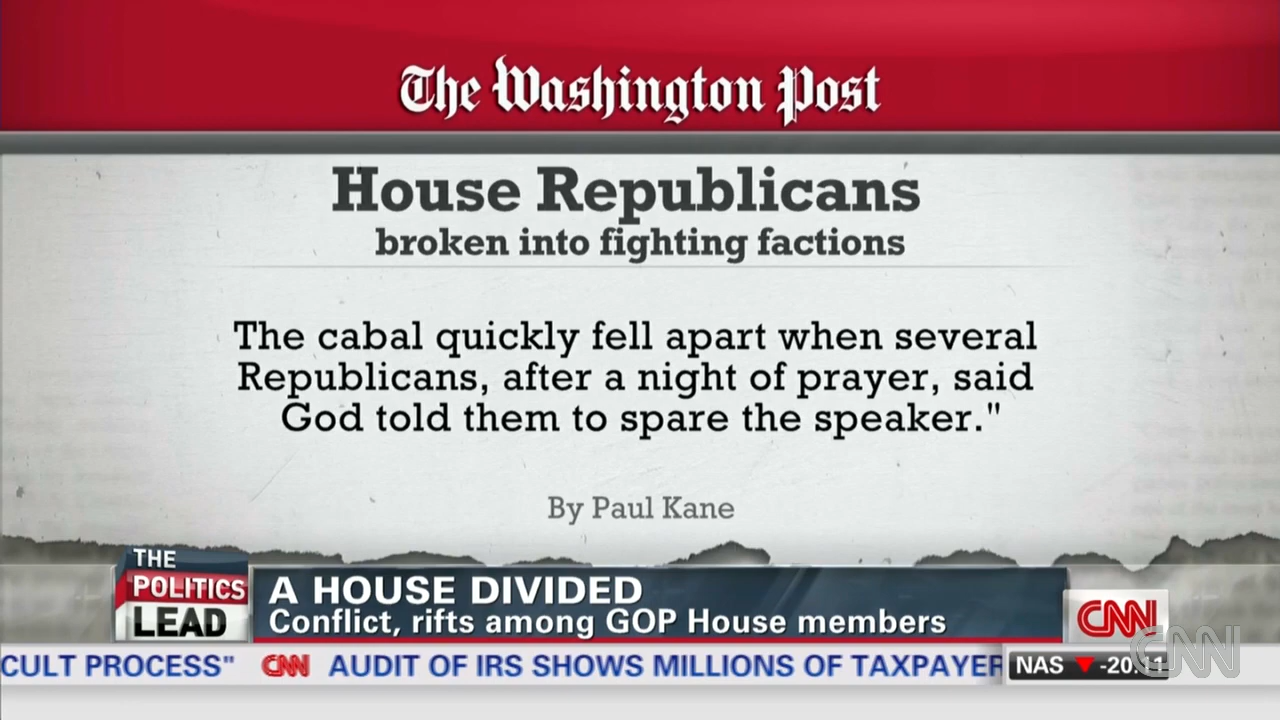 The Washington Post
House Republicans
broken into fighting factions
The cabal quickly fell apart when several
Republicans, after a night of prayer, said
God told them to spare the speaker."
By Paul Kane
THE
POLITICS
LEAD
A HOUSE DIVIDED
Conflict, rifts among GOP House members
CNN
CULT PROCESS" CNN AUDIT OF IRS SHOWS MILLIONS OF TAXPAYER
NAS ▼ -20.11
CNN